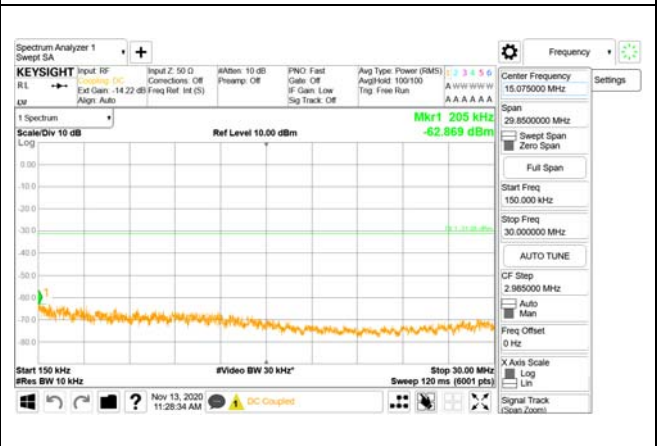 Spectrum Analyzer 1
Swept SA
+
Frequency
KEYSIGHT
Input: RF
Coupling: DC
Ext Gain: -14.22 dB
Align: Auto
RL
Input Z: 50 Ω
Corrections: Off
Freq Ref: Int (S)
#Atten: 10 dB
Preamp: Off
PNO: Fast
Gate: Off
IF Gain: Low
Sig Track: Off
Avg Type: Power (RMS)
Avg|Hold: 100/100
Trig: Free Run
1 2 3 4 5 6
A W W W W W
A A A A A A
1 Spectrum
Scale/Div 10 dB
Log
Ref Level 10.00 dBm
Mkr1 205 kHz
-62.869 dBm
0.00
-10.0
-20.0
-30.0
-40.0
-50.0
-60.0
-70.0
-80.0
1
Start 150 kHz
#Res BW 10 kHz
#Video BW 30 kHz*
Stop 30.00 MHz
Sweep 120 ms (6001 pts)
Center Frequency
15.075000 MHz
Settings
Span
29.8500000 MHz
Swept Span
Zero Span
Full Span
Start Freq
150.000 kHz
Stop Freq
30.000000 MHz
AUTO TUNE
CF Step
2.985000 MHz
Auto
Man
Freq Offset
0 Hz
X Axis Scale
Log
Lin
Signal Track
(Span Zoom)
?
Nov 13, 2020
11:28:34 AM
1
DC Coupled